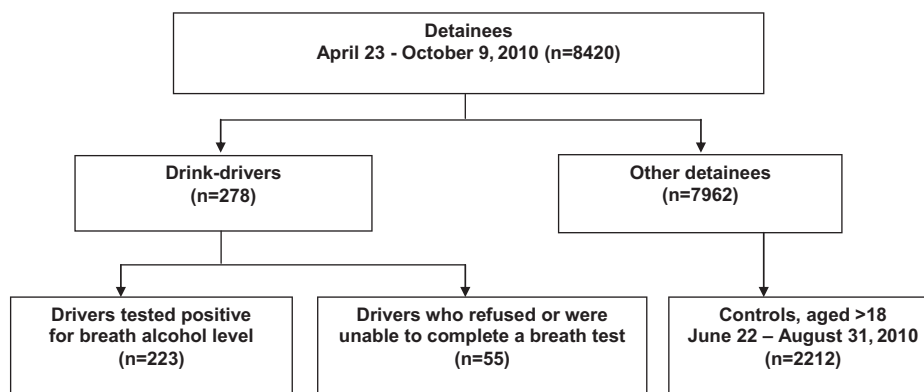 Detainees
April 23 - October 9, 2010 (n=8420)
Drink-drivers
(n=278)
Other detainees
(n=7962)
Drivers tested positive
for breath alcohol level
(n=223)
Drivers who refused or were
unable to complete a breath test
(n=55)
Controls, aged >18
June 22 – August 31, 2010
(n=2212)